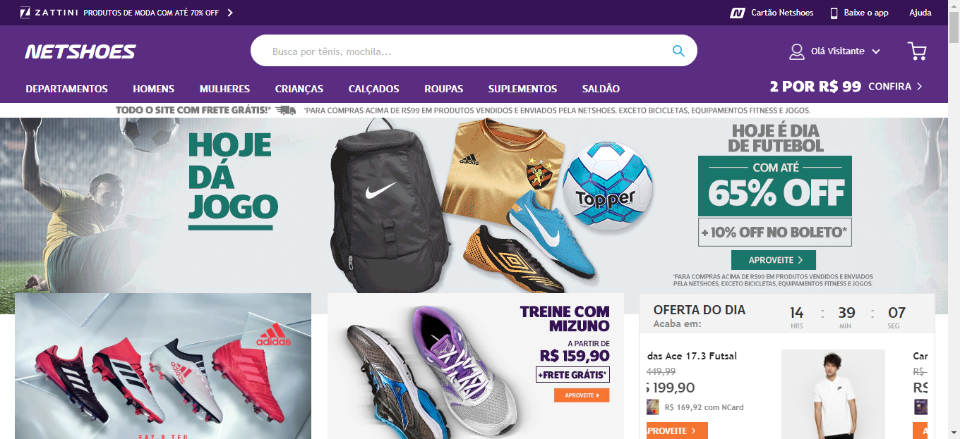 ZATTINI PRODUTOS DE MODA COM ATÉ 70% OFF
Cartão Netshoes
Baixe o app
Ajuda
NETSHOES
Busca por tênis, mochila...
Olá Visitante
DEPARTAMENTOS HOMENS MULHERES CRIANÇAS CALÇADOS ROUPAS SUPLEMENTOS SALDÃO
2 POR R$ 99 CONFIRA
TODO O SITE COM FRETE GRÁTIS!* *PARA COMPRAS ACIMA DE R$99 EM PRODUTOS VENDIDOS E ENVIADOS PELA NETSHOES. EXCETO BICICLETAS, EQUIPAMENTOS FITNESS E JOGOS.
HOJE
DÁ
JOGO
adidas
Topper
HOJE É DIA
DE FUTEBOL
COM ATÉ
65% OFF
+ 10% OFF NO BOLETO*
APROVEITE
*PARA COMPRAS ACIMA DE R$99 EM PRODUTOS VENDIDOS E ENVIADOS
PELA NETSHOES. EXCETO BICICLETAS, EQUIPAMENTOS FITNESS E JOGOS.
adidas
TREINE COM
MIZUNO
A PARTIR DE
R$ 159,90
+FRETE GRÁTIS*
APROVEITE
OFERTA DO DIA
Acaba em:
14 : 39 : 07
HRS MIN SEG
das Ace 17.3 Futsal
449,99
199,90
R$ 169,92 com NCard
PROVEITE
Car
R$
R$